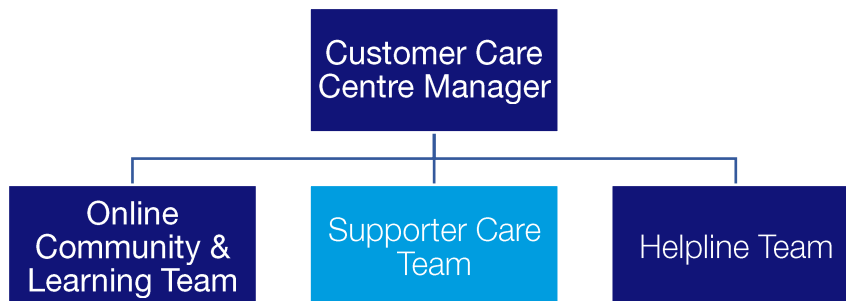 Customer Care
Centre Manager
Online
Community &
Learning Team
Supporter Care
Team
Helpline Team